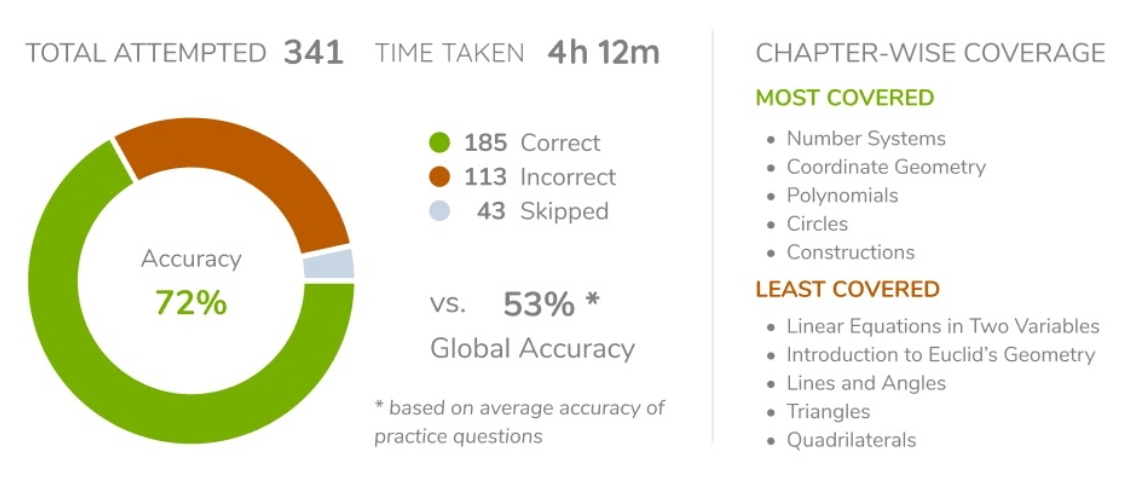 TOTAL ATTEMPTED 341
TIME TAKEN 4h 12m
Accuracy
72%
185 Correct
113 Incorrect
43 Skipped
vs. 53% *
Global Accuracy
* based on average accuracy of
practice questions
CHAPTER-WISE COVERAGE
MOST COVERED
• Number Systems
• Coordinate Geometry
• Polynomials
• Circles
• Constructions
LEAST COVERED
• Linear Equations in Two Variables
• Introduction to Euclid's Geometry
• Lines and Angles
• Triangles
• Quadrilaterals